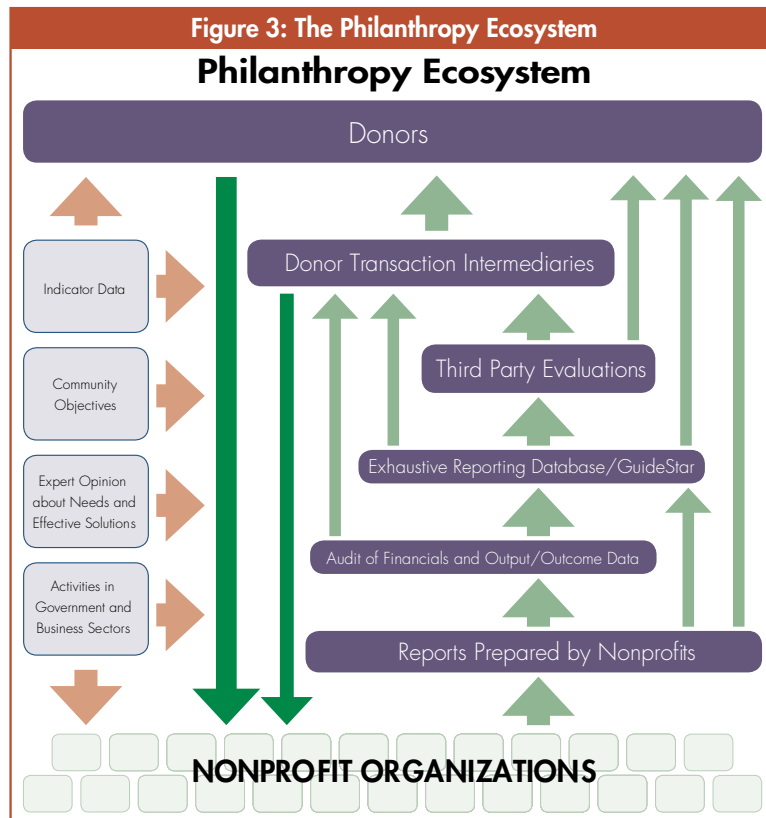 Figure 3: The Philanthropy Ecosystem
Philanthropy Ecosystem
Donors
Indicator Data
Community
Objectives
Expert Opinion
about Needs and
Effective Solutions
Activities in
Government and
Business Sectors
Donor Transaction Intermediaries
Third Party Evaluations
Exhaustive Reporting Database/GuideStar
Audit of Financials and Output/Outcome Data
Reports Prepared by Nonprofits
NONPROFIT ORGANIZATIONS